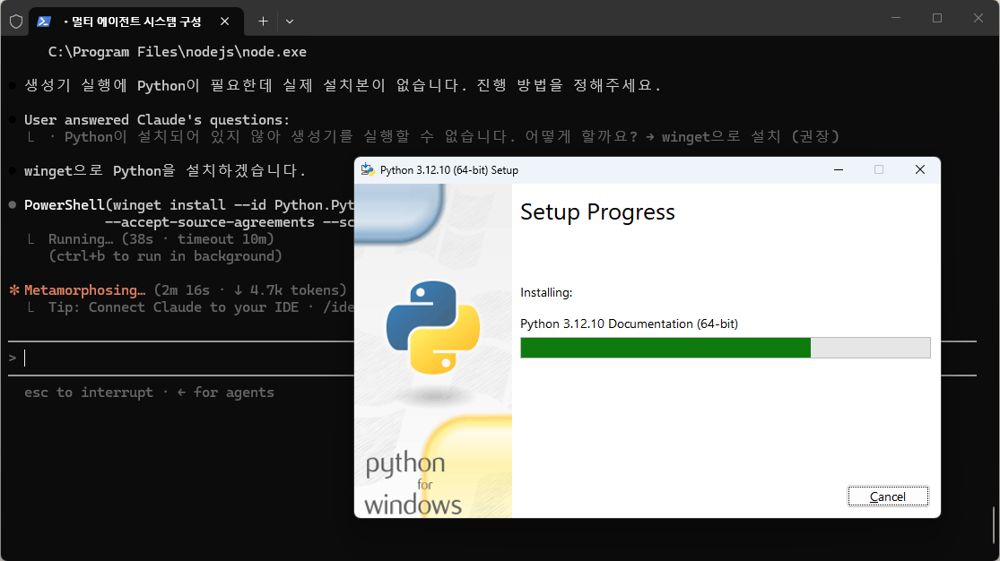 · 멀티 에이전트 시스템 구성
C:\Program Files\nodejs\node.exe
생성기 실행에 Python이 필요한데 실제 설치본이 없습니다. 진행 방법을 정해주세요.
User answered Claude's questions:
└ · Python이 설치되어 있지 않아 생성기를 실행할 수 없습니다. 어떻게 할까요? → winget으로 설치 (권장)
winget으로 Python을 설치하겠습니다.
● PowerShell(winget install --id Python.Pyt
--accept-source-agreements --sc
└ Running… (38s · timeout 10m)
(ctrl+b to run in background)
✻ Metamorphosing… (2m 16s · ↓ 4.7k tokens)
└ Tip: Connect Claude to your IDE · /ide
>
esc to interrupt · ← for agents
Python 3.12.10 (64-bit) Setup
Setup Progress
Installing:
Python 3.12.10 Documentation (64-bit)
python
for
windows
Cancel